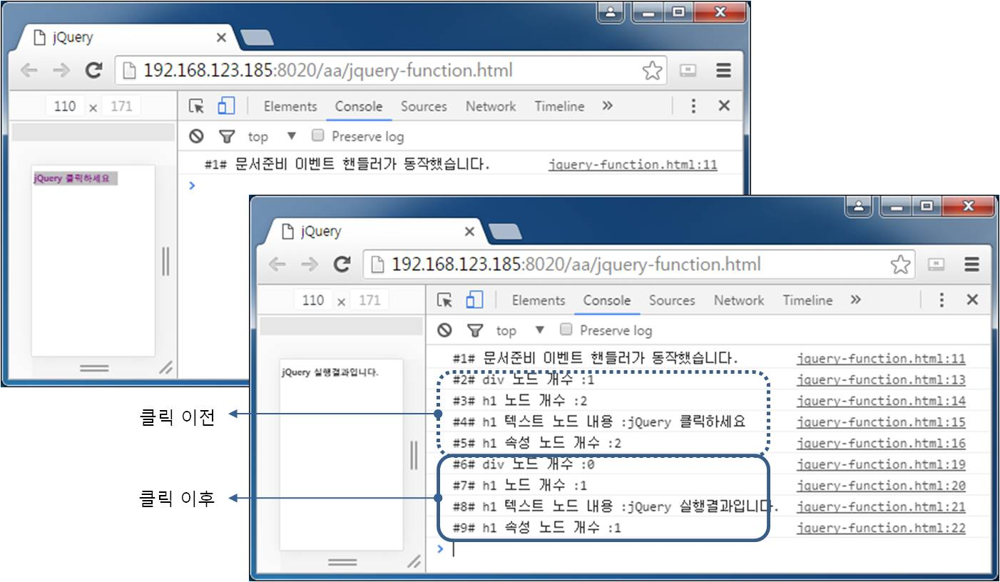 jQuery
192.168.123.185:8020/aa/jquery-function.html
110 x 171
Elements Console Sources Network Timeline »
top ▼ Preserve log
#1# 문서준비 이벤트 핸들러가 동작했습니다. jquery-function.html:11
jQuery 클릭하세요
>
jQuery
192.168.123.185:8020/aa/jquery-function.html
110 x 171
Elements Console Sources Network Timeline »
top ▼ Preserve log
#1# 문서준비 이벤트 핸들러가 동작했습니다. jquery-function.html:11
jQuery 실행결과입니다.
#2# div 노드 개수 :1 jquery-function.html:13
#3# h1 노드 개수 :2 jquery-function.html:14
클릭 이전
#4# h1 텍스트 노드 내용 :jQuery 클릭하세요 jquery-function.html:15
#5# h1 속성 노드 개수 :2 jquery-function.html:16
#6# div 노드 개수 :0 jquery-function.html:19
#7# h1 노드 개수 :1 jquery-function.html:20
클릭 이후
#8# h1 텍스트 노드 내용 :jQuery 실행결과입니다. jquery-function.html:21
#9# h1 속성 노드 개수 :1 jquery-function.html:22
>